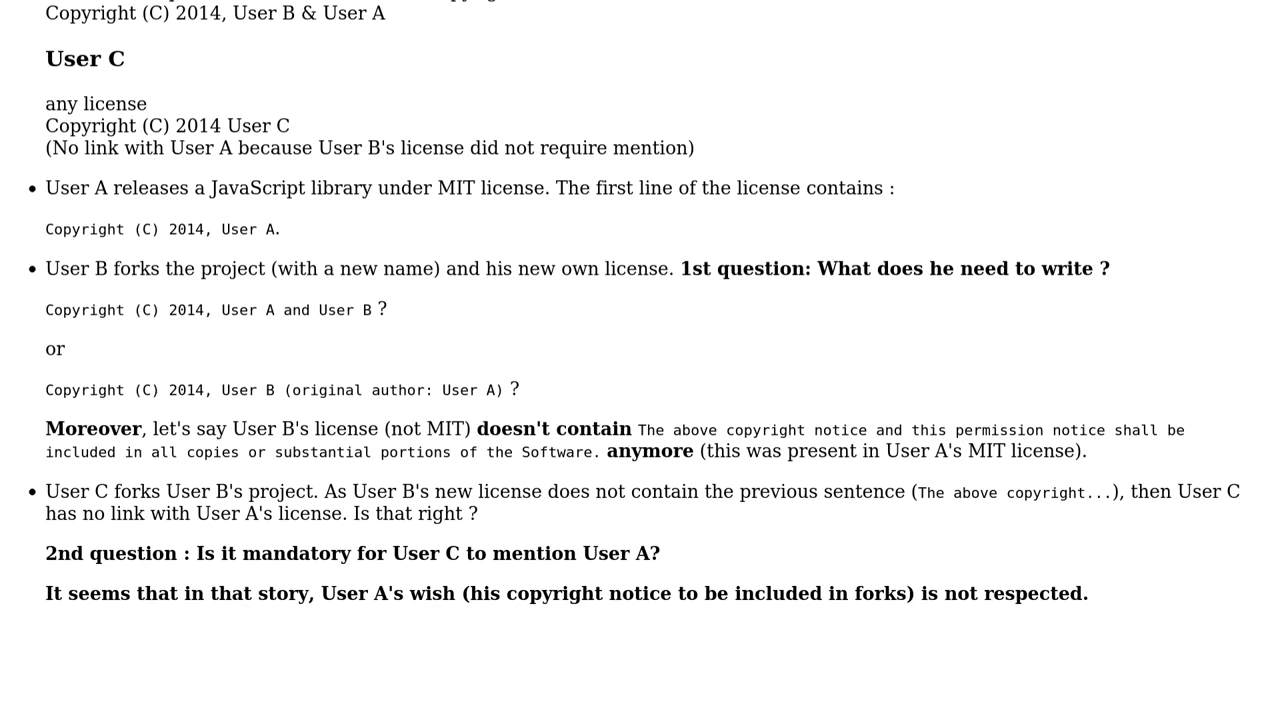 Copyright (C) 2014, User B & User A
User C
any license
Copyright (C) 2014 User C
(No link with User A because User B's license did not require mention)
• User A releases a JavaScript library under MIT license. The first line of the license contains :
Copyright (C) 2014, User A.
• User B forks the project (with a new name) and his new own license. 1st question: What does he need to write ?
Copyright (C) 2014, User A and User B ?
or
Copyright (C) 2014, User B (original author: User A) ?
Moreover, let's say User B's license (not MIT) doesn't contain The above copyright notice and this permission notice shall be
included in all copies or substantial portions of the Software. anymore (this was present in User A's MIT license).
• User C forks User B's project. As User B's new license does not contain the previous sentence (The above copyright...), then User C
has no link with User A's license. Is that right ?
2nd question : Is it mandatory for User C to mention User A?
It seems that in that story, User A's wish (his copyright notice to be included in forks) is not respected.